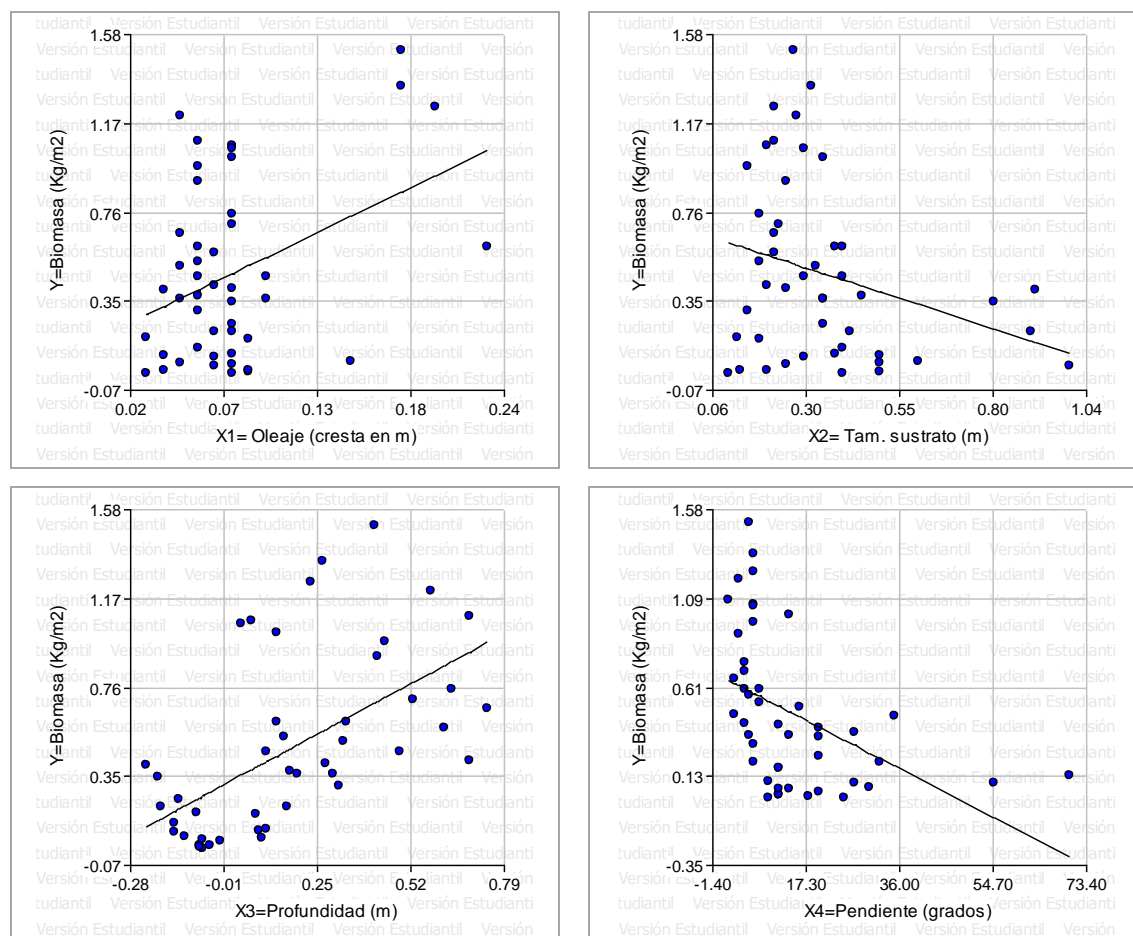 1.58
1.17
0.76
0.35
-0.07
0.02 0.07 0.13 0.18 0.24
X1= Oleaje (cresta en m)
Y=Biomasa (Kg/m2)
1.58
1.17
0.76
0.35
-0.07
0.06 0.30 0.55 0.80 1.04
X2= Tam. sustrato (m)
Y=Biomasa (Kg/m2)
1.58
1.17
0.76
0.35
-0.07
-0.28 -0.01 0.25 0.52 0.79
X3=Profundidad (m)
Y=Biomasa (Kg/m2)
1.58
1.09
0.61
0.13
-0.35
-1.40 17.30 36.00 54.70 73.40
X4=Pendiente (grados)
Y=Biomasa (Kg/m2)
Versión Estudiantil